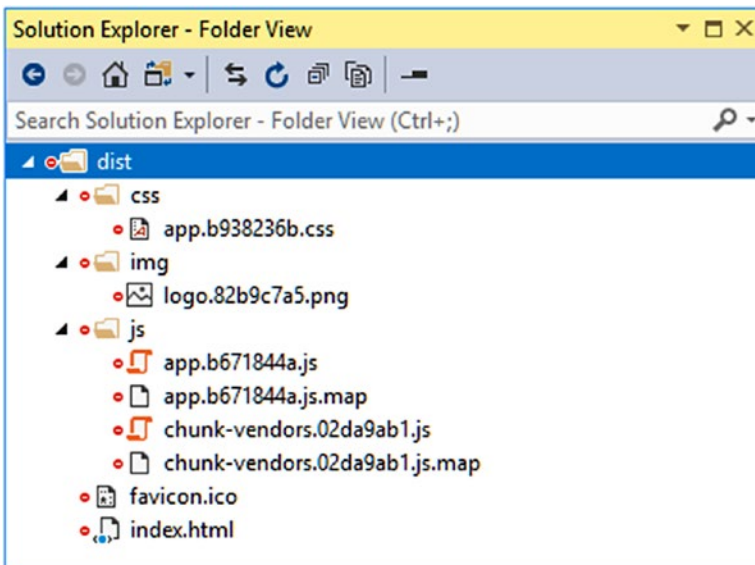 Solution Explorer - Folder View
Search Solution Explorer - Folder View (Ctrl+;)
dist
css
app.b938236b.css
img
logo.82b9c7a5.png
js
app.b671844a.js
app.b671844a.js.map
chunk-vendors.02da9ab1.js
chunk-vendors.02da9ab1.js.map
favicon.ico
index.html